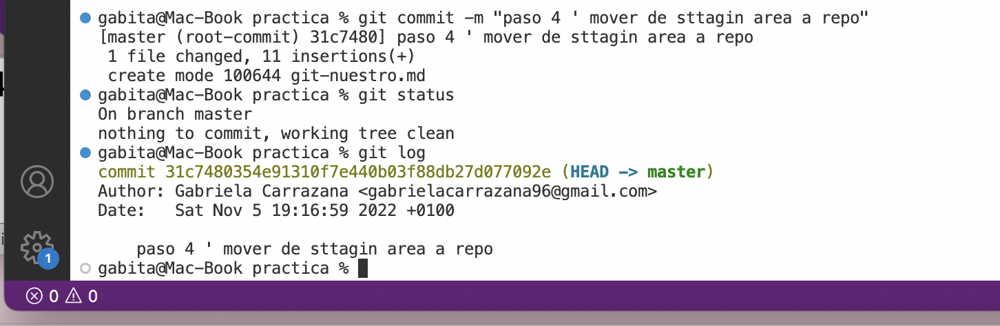 gabita@Mac-Book practica % git commit -m "paso 4 ' mover de sttagin area a repo"
[master (root-commit) 31c7480] paso 4 ' mover de sttagin area a repo
 1 file changed, 11 insertions(+)
 create mode 100644 git-nuestro.md
gabita@Mac-Book practica % git status
On branch master
nothing to commit, working tree clean
gabita@Mac-Book practica % git log
commit 31c7480354e91310f7e440b03f88db27d077092e (HEAD -> master)
Author: Gabriela Carrazana <gabrielacarrazana96@gmail.com>
Date:   Sat Nov 5 19:16:59 2022 +0100
    paso 4 ' mover de sttagin area a repo
gabita@Mac-Book practica %
1
0 0